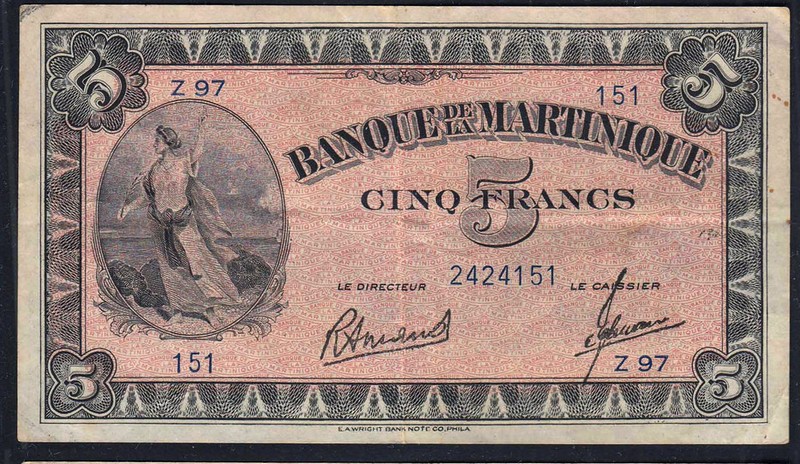 5 5
Z 97 151
BANQUE DE LA MARTINIQUE
5
CINQ FRANCS
LE DIRECTEUR 2424151 LE CAISSIER
151 Z 97
5 5
E.A.WRIGHT BANK NOTE CO.PHILA